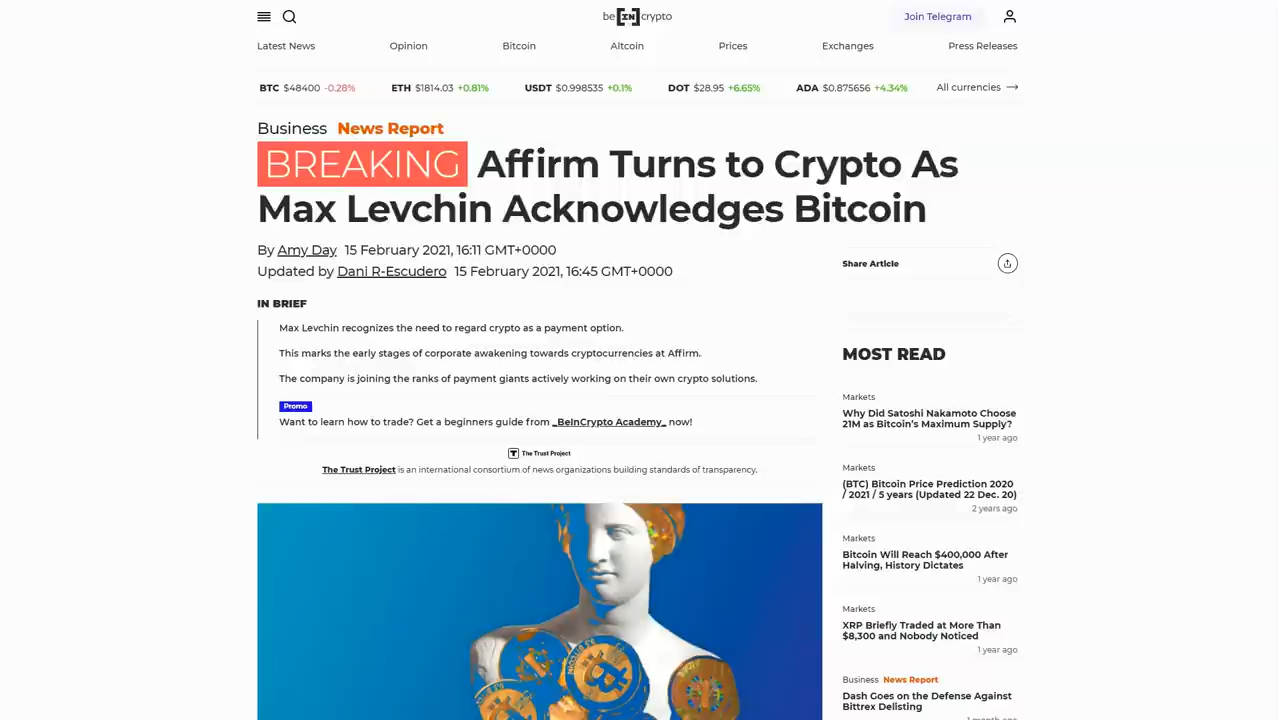 be[IN]crypto
Join Telegram
Latest News Opinion Bitcoin Altcoin Prices Exchanges Press Releases
BTC $48400 -0.28% ETH $1814.03 +0.81% USDT $0.998535 +0.1% DOT $28.95 +6.65% ADA $0.875656 +4.34% All currencies
Business News Report
BREAKING Affirm Turns to Crypto As
Max Levchin Acknowledges Bitcoin
By Amy Day 15 February 2021, 16:11 GMT+0000
Updated by Dani R-Escudero 15 February 2021, 16:45 GMT+0000
Share Article
IN BRIEF
Max Levchin recognizes the need to regard crypto as a payment option.
This marks the early stages of corporate awakening towards cryptocurrencies at Affirm.
The company is joining the ranks of payment giants actively working on their own crypto solutions.
Promo
Want to learn how to trade? Get a beginners guide from _BeInCrypto Academy_ now!
The Trust Project
The Trust Project is an international consortium of news organizations building standards of transparency.
MOST READ
Markets
Why Did Satoshi Nakamoto Choose
21M as Bitcoin's Maximum Supply?
1 year ago
Markets
(BTC) Bitcoin Price Prediction 2020
/ 2021 / 5 years (Updated 22 Dec. 20)
2 years ago
Markets
Bitcoin Will Reach $400,000 After
Halving, History Dictates
1 year ago
Markets
XRP Briefly Traded at More Than
$8,300 and Nobody Noticed
1 year ago
Business News Report
Dash Goes on the Defense Against
Bittrex Delisting
1 month ago